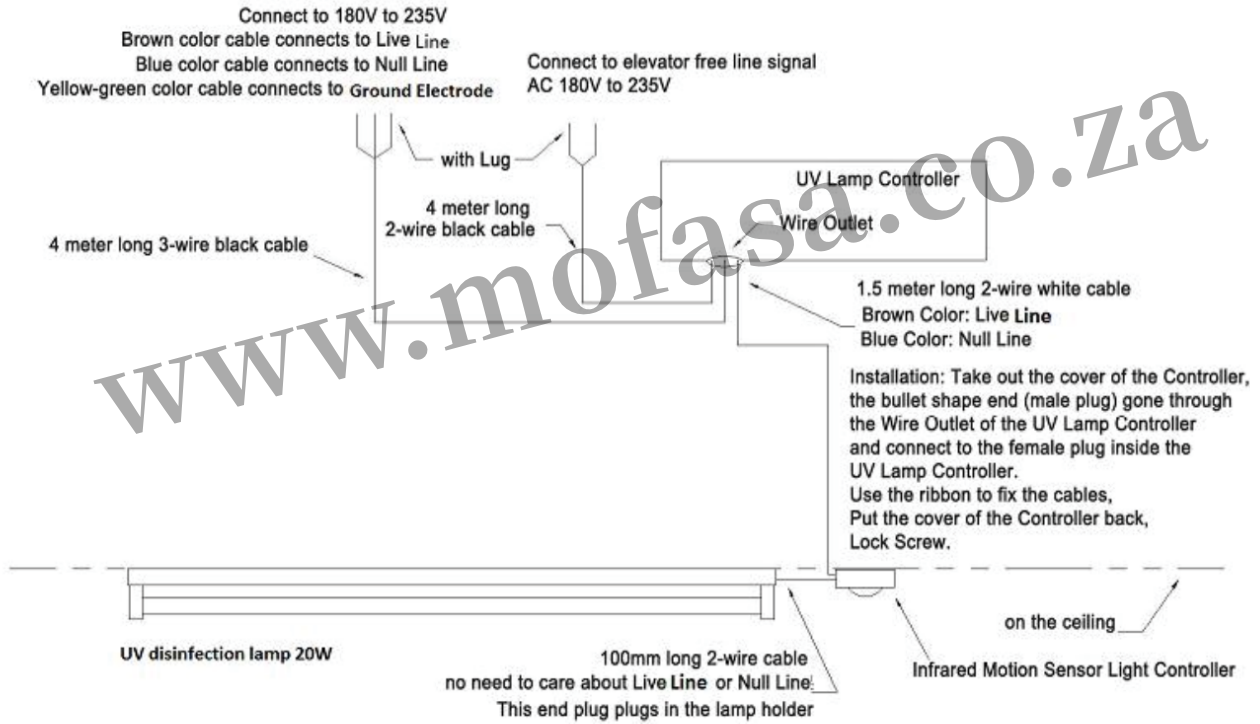 Connect to 180V to 235V
Brown color cable connects to Live Line
Blue color cable connects to Null Line
Yellow-green color cable connects to Ground Electrode
Connect to elevator free line signal
AC 180V to 235V
with Lug
UV Lamp Controller
Wire Outlet
4 meter long
2-wire black cable
4 meter long 3-wire black cable
1.5 meter long 2-wire white cable
Brown Color: Live Line
Blue Color: Null Line
Installation: Take out the cover of the Controller,
the bullet shape end (male plug) gone through
the Wire Outlet of the UV Lamp Controller
and connect to the female plug inside the
UV Lamp Controller.
Use the ribbon to fix the cables,
Put the cover of the Controller back,
Lock Screw.
on the ceiling
UV disinfection lamp 20W
100mm long 2-wire cable
no need to care about Live Line or Null Line
This end plug plugs in the lamp holder
Infrared Motion Sensor Light Controller
www.mofasa.co.za